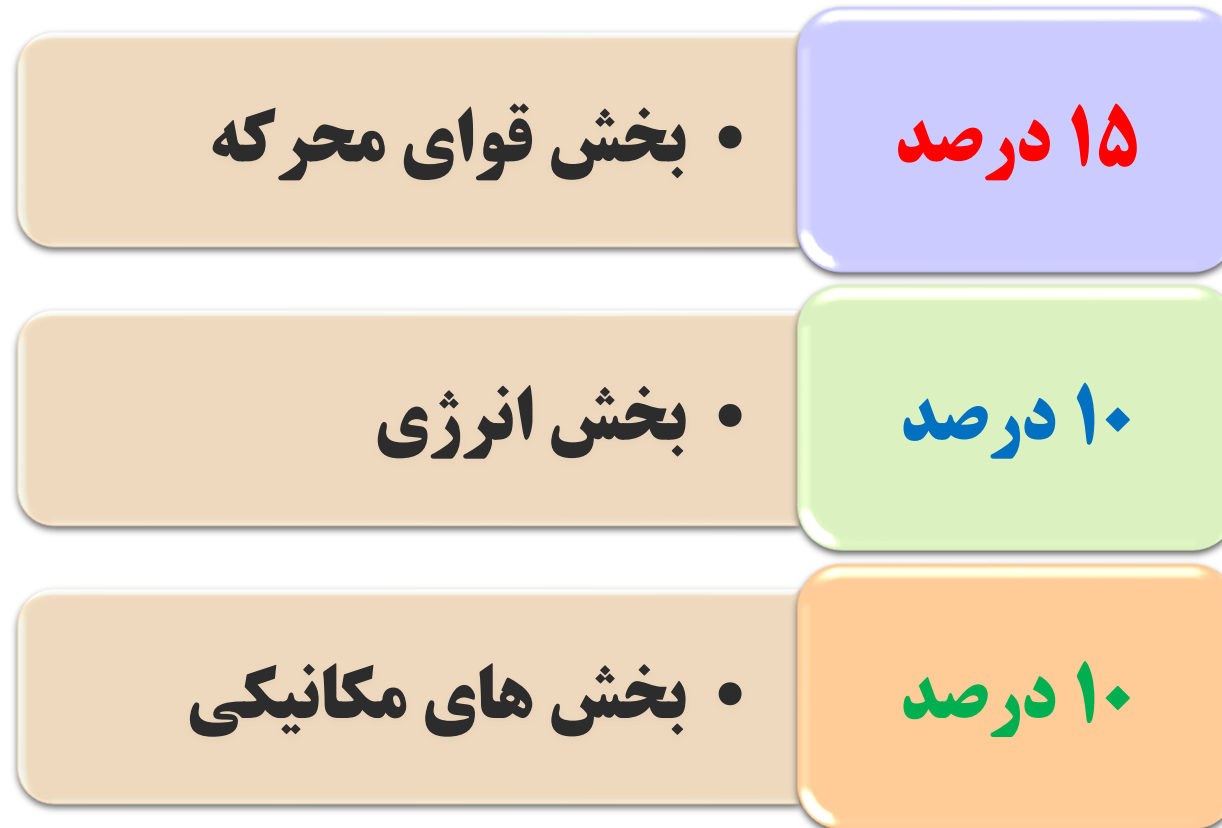 ۱۵ درصد
• بخش قوای محرکه
۱۰ درصد
• بخش انرژی
۱۰ درصد
• بخش های مکانیکی